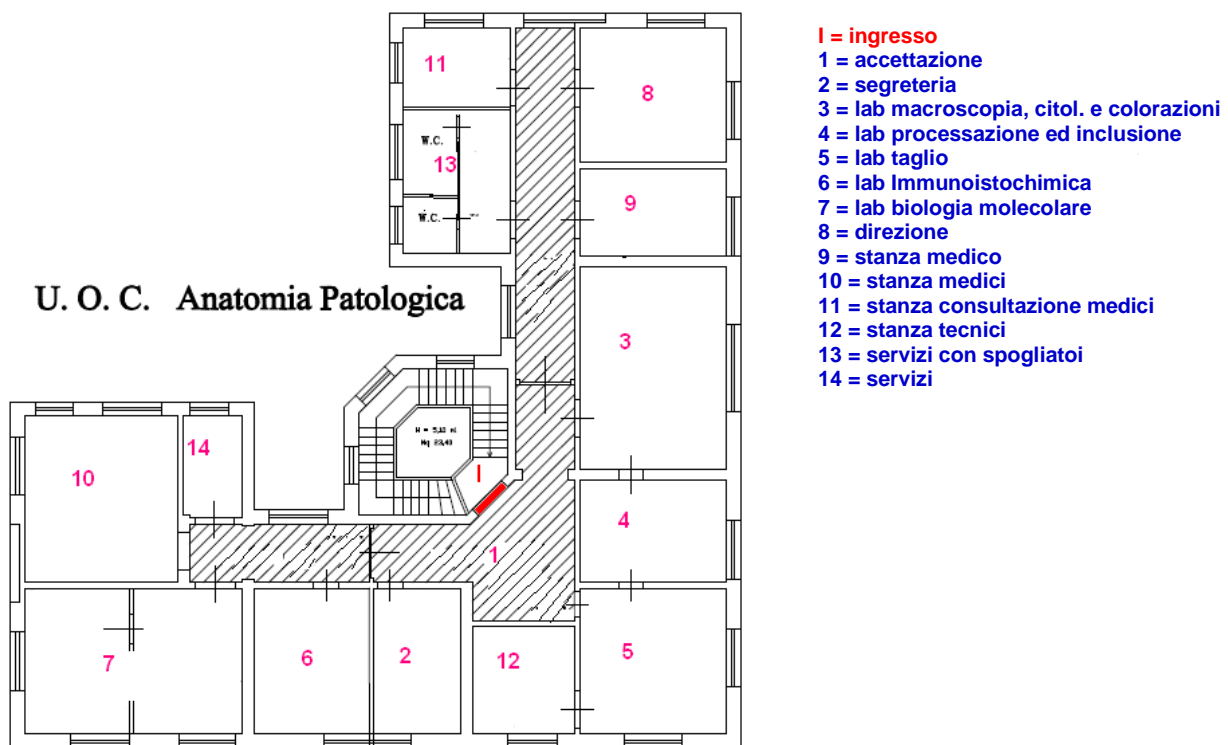 I = ingresso
1 = accettazione
2 = segreteria
3 = lab macroscopia, citol. e colorazioni
4 = lab processazione ed inclusione
5 = lab taglio
6 = lab Immunoistochimica
7 = lab biologia molecolare
8 = direzione
9 = stanza medico
10 = stanza medici
11 = stanza consultazione medici
12 = stanza tecnici
13 = servizi con spogliatoi
14 = servizi
11
8
W.C.
13
9
W.C.
U. O. C. Anatomia Patologica
3
14
10
I
4
1
7
6
2
12
5